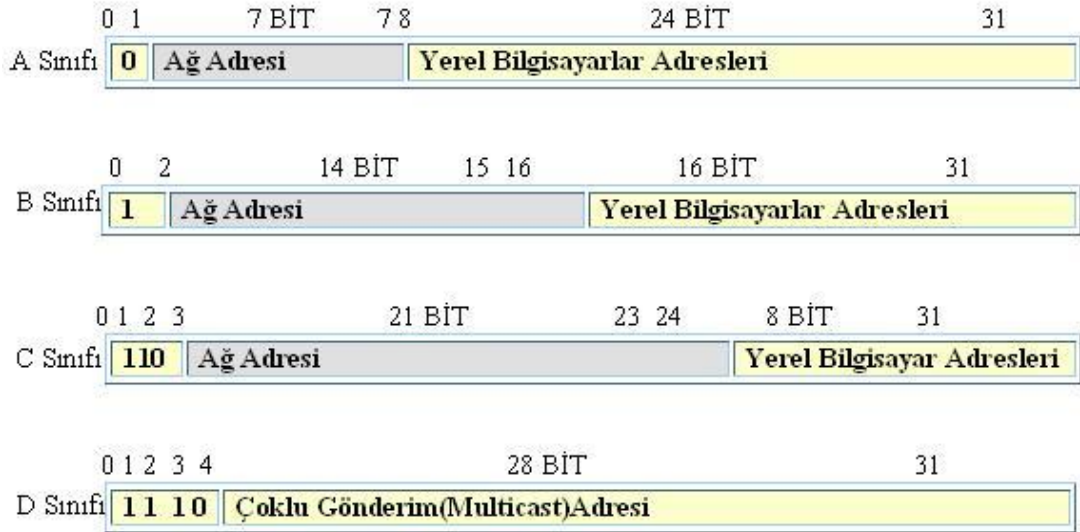 0 1 7 BİT 7 8 24 BİT 31
A Sınıfı 0 Ağ Adresi Yerel Bilgisayarlar Adresleri
0 2 14 BİT 15 16 16 BİT 31
B Sınıfı 1 Ağ Adresi Yerel Bilgisayarlar Adresleri
0 1 2 3 21 BİT 23 24 8 BİT 31
C Sınıfı 110 Ağ Adresi Yerel Bilgisayar Adresleri
0 1 2 3 4 28 BİT 31
D Sınıfı 1 1 1 0 Çoklu Gönderim(Multicast)Adresi